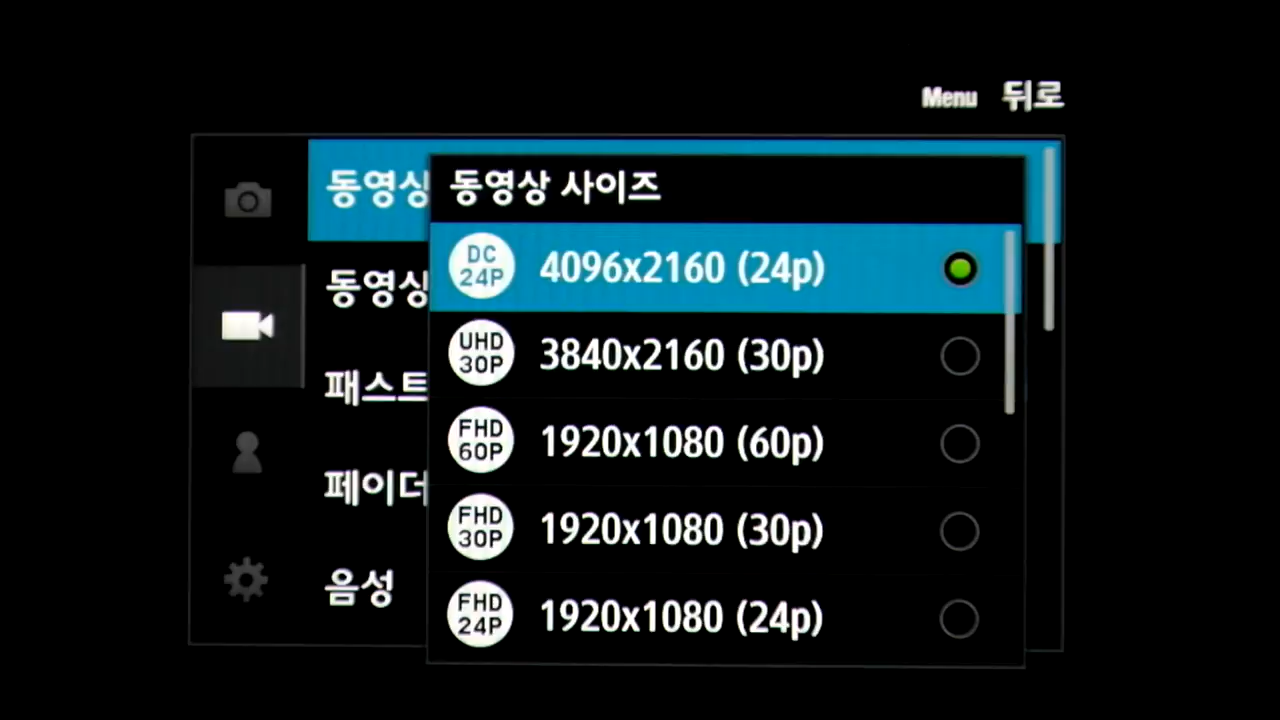 Menu 뒤로
동영상
동영상 사이즈
DC 24P 4096x2160 (24p)
동영상
UHD 30P 3840x2160 (30p)
패스트
FHD 60P 1920x1080 (60p)
페이더
FHD 30P 1920x1080 (30p)
음성
FHD 24P 1920x1080 (24p)